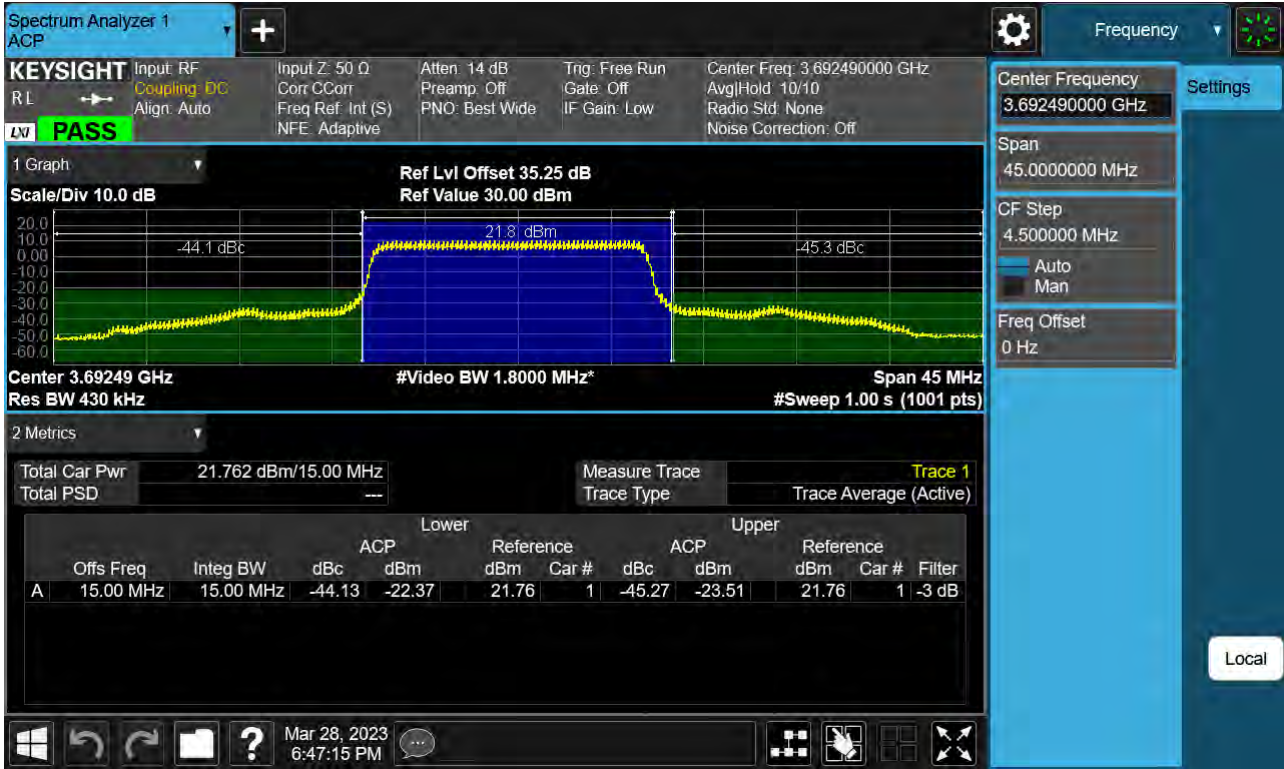 Spectrum Analyzer 1
ACP
+
Frequency
KEYSIGHT
RL
LXI
PASS
Input: RF
Coupling: DC
Align: Auto
Input Z: 50 Ω
Corr CCorr
Freq Ref: Int (S)
NFE: Adaptive
Atten: 14 dB
Preamp: Off
PNO: Best Wide
Trig: Free Run
Gate: Off
IF Gain: Low
Center Freq: 3.692490000 GHz
Avg|Hold: 10/10
Radio Std: None
Noise Correction: Off
Center Frequency
3.692490000 GHz
Settings
Span
45.0000000 MHz
CF Step
4.500000 MHz
Auto
Man
Freq Offset
0 Hz
1 Graph
Scale/Div 10.0 dB
Ref Lvl Offset 35.25 dB
Ref Value 30.00 dBm
20.0
10.0
0.00
-10.0
-20.0
-30.0
-40.0
-50.0
-60.0
-44.1 dBc
21.8 dBm
-45.3 dBc
Center 3.69249 GHz
Res BW 430 kHz
#Video BW 1.8000 MHz*
Span 45 MHz
#Sweep 1.00 s (1001 pts)
2 Metrics
Total Car Pwr 21.762 dBm/15.00 MHz
Total PSD ---
Measure Trace Trace 1
Trace Type Trace Average (Active)
Lower Upper
ACP Reference ACP Reference
Offs Freq Integ BW dBc dBm dBm Car # dBc dBm dBm Car # Filter
A 15.00 MHz 15.00 MHz -44.13 -22.37 21.76 1 -45.27 -23.51 21.76 1 -3 dB
Local
?
Mar 28, 2023
6:47:15 PM